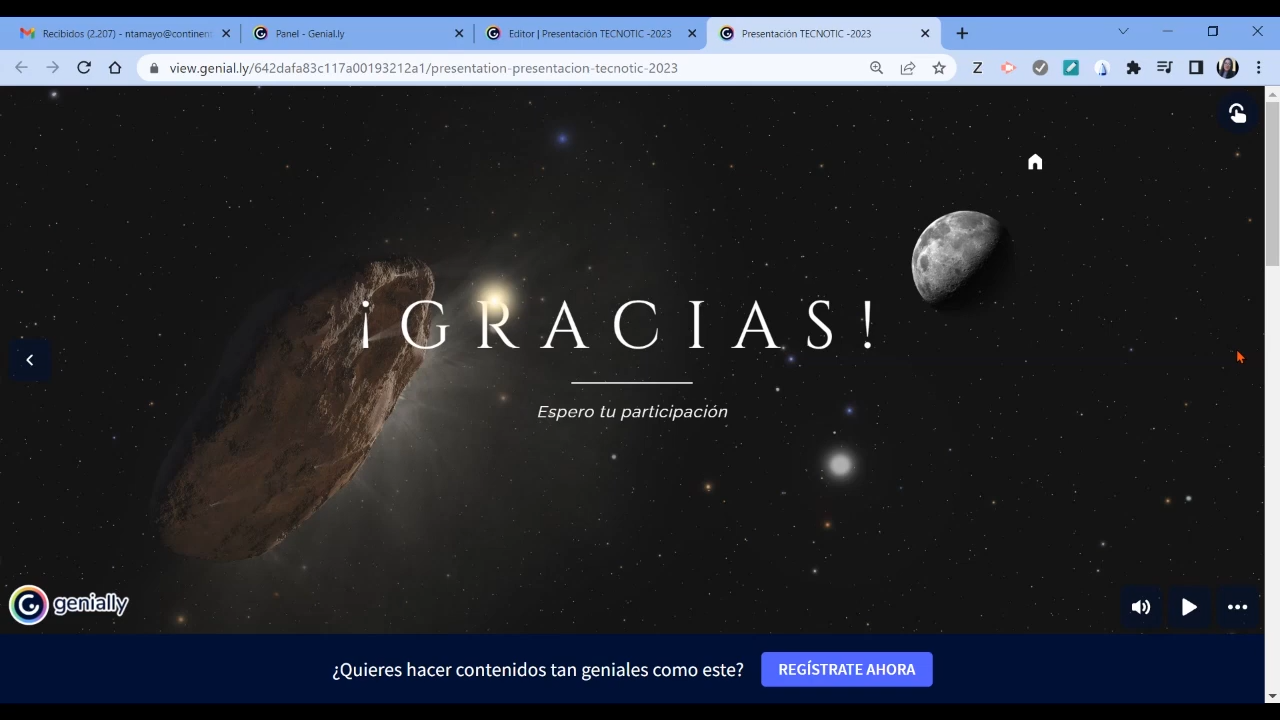 Recibidos (2.207) - ntamayo@continen
Panel - Genial.ly
Editor | Presentación TECNOTIC -2023
Presentación TECNOTIC -2023
view.genial.ly/642dafa83c117a00193212a1/presentation-presentacion-tecnotic-2023
Z
¡GRACIAS!
Espero tu participación
genially
¿Quieres hacer contenidos tan geniales como este?
REGÍSTRATE AHORA